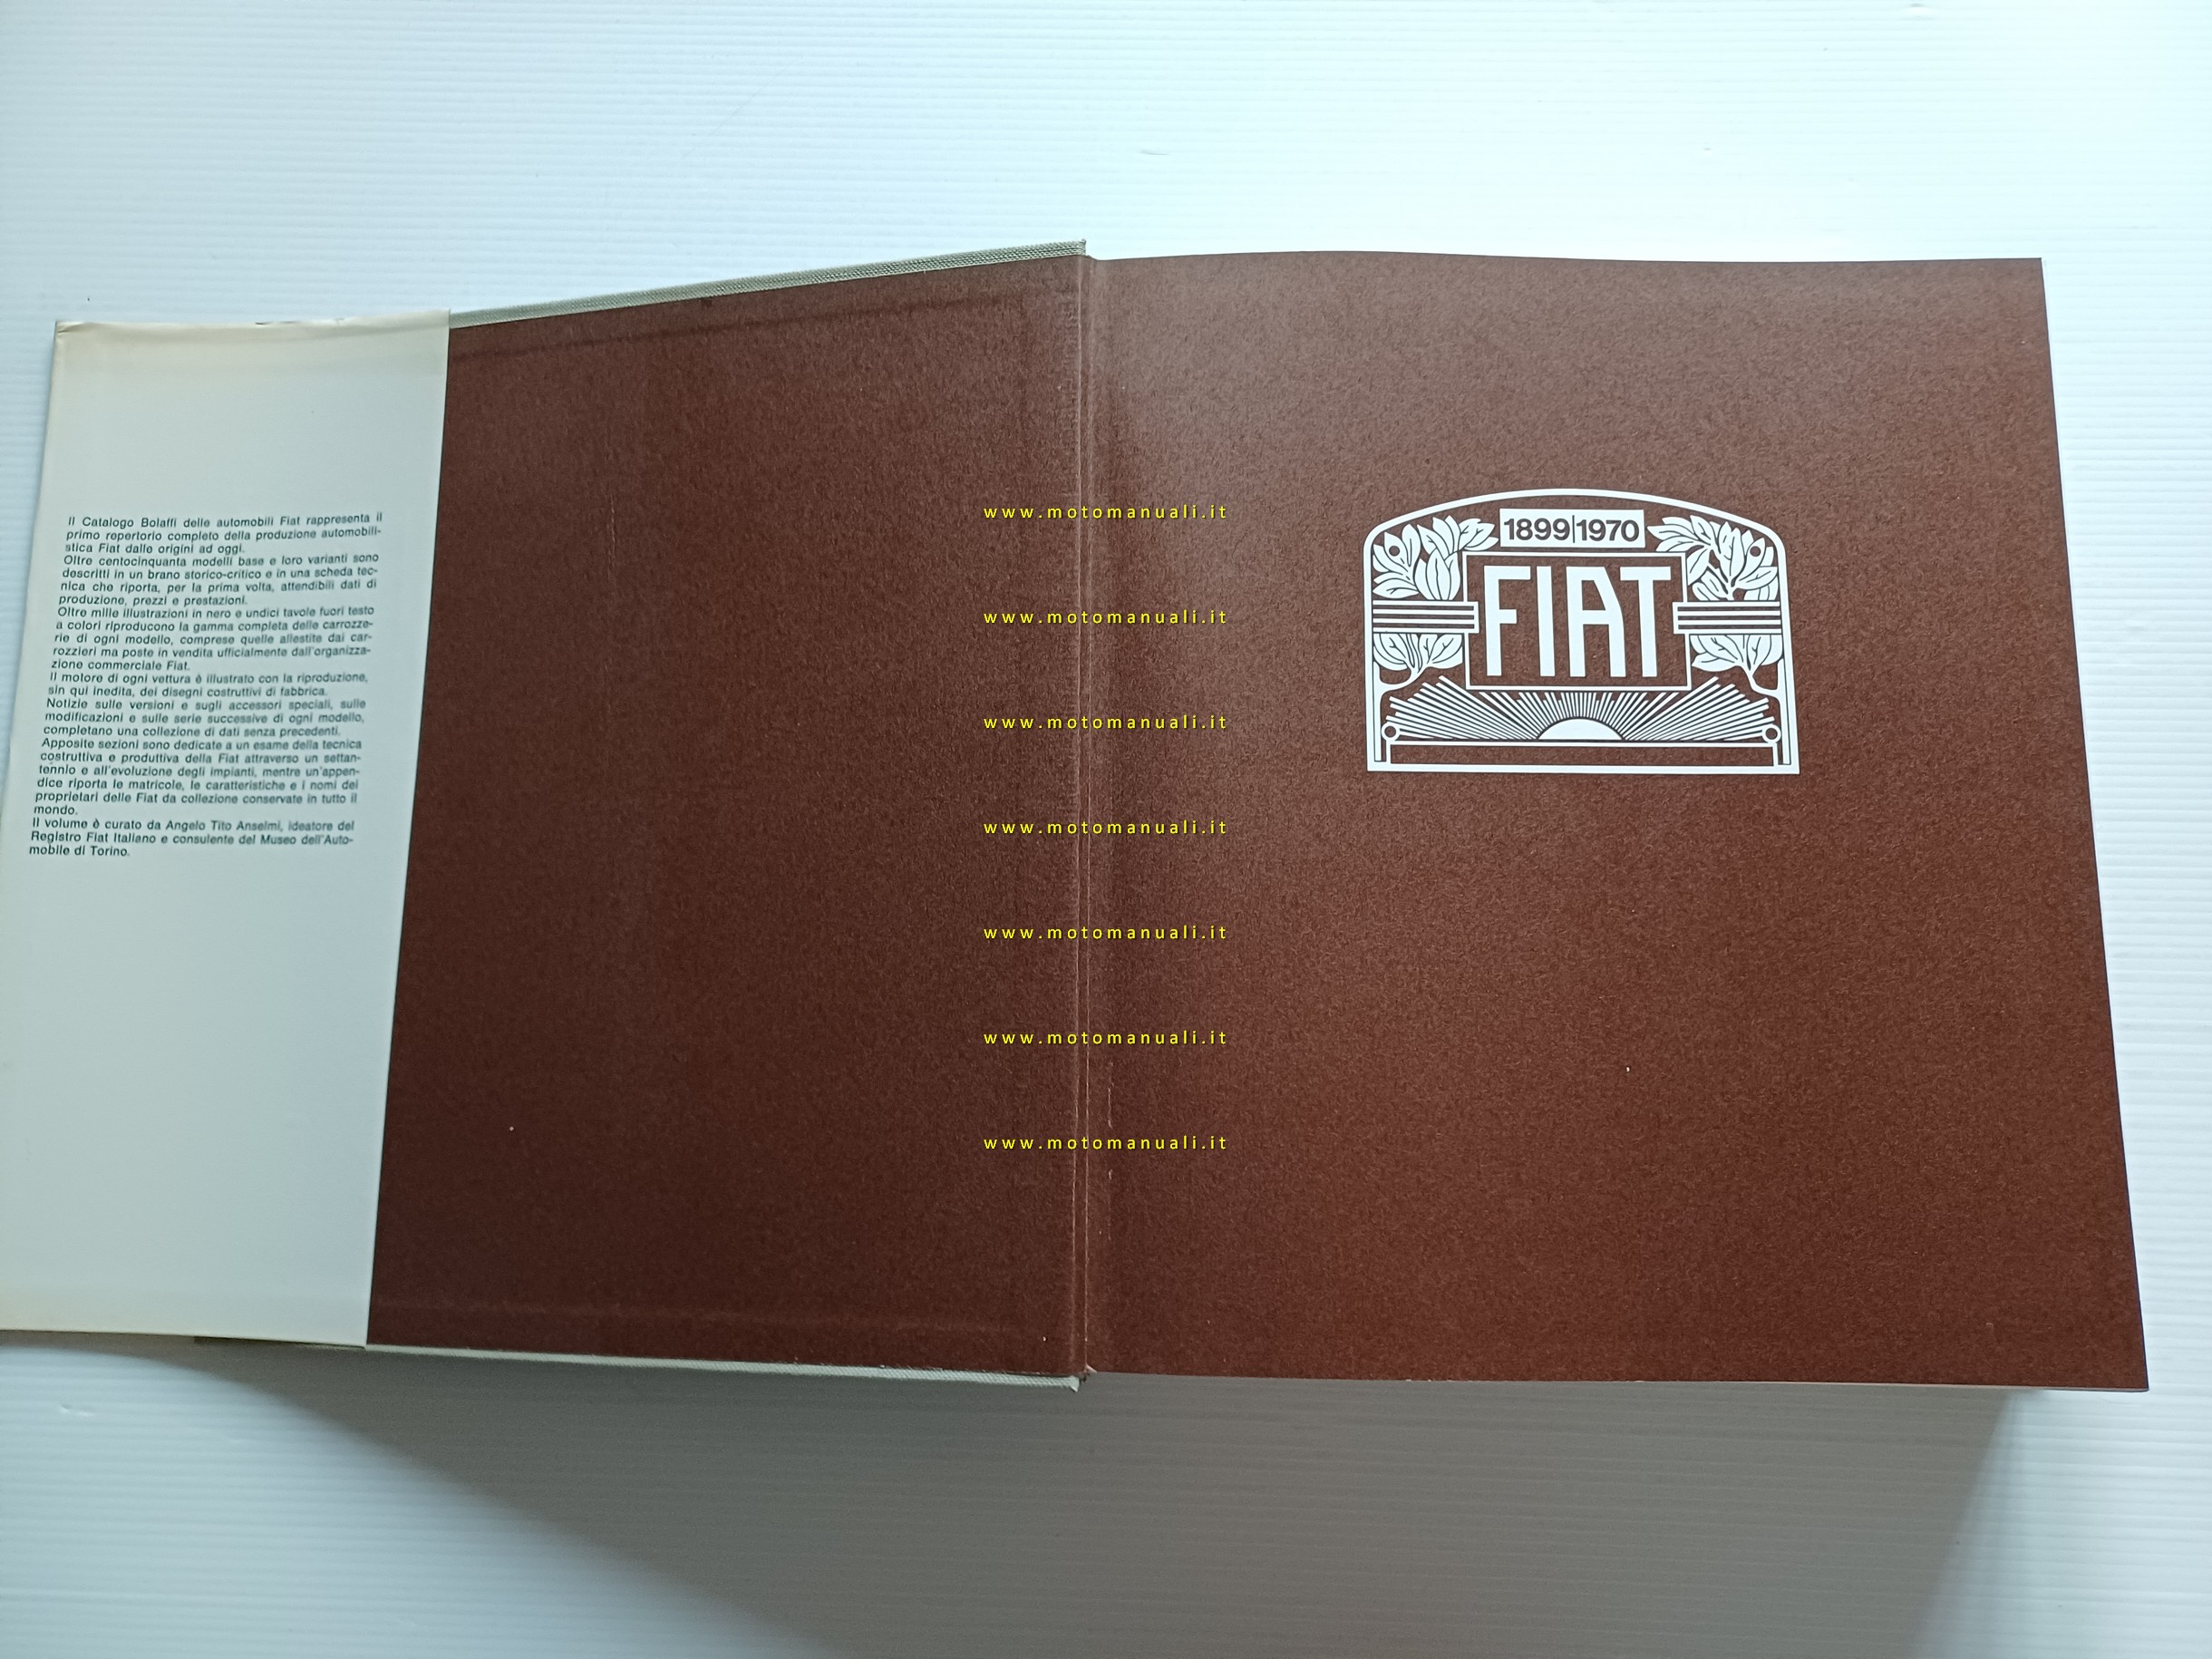 Il Catalogo Bolaffi delle automobili Fiat rappresenta il
primo repertorio completo della produzione automobili-
stica Fiat dalle origini ad oggi.
Oltre centocinquanta modelli base e loro varianti sono
descritti in un brano storico-critico e in una scheda tec-
nica che riporta, per la prima volta, attendibili dati di
produzione, prezzi e prestazioni.
Oltre mille illustrazioni in nero e undici tavole fuori testo
a colori riproducono la gamma completa delle carrozze-
rie di ogni modello, comprese quelle allestite dai car-
rozzieri ma poste in vendita ufficialmente dall'organizza-
zione commerciale Fiat.
Il motore di ogni vettura è illustrato con la riproduzione,
sin qui inedita, dei disegni costruttivi di fabbrica.
Notizie sulle versioni e sugli accessori speciali, sulle
modificazioni e sulle serie successive di ogni modello,
completano una collezione di dati senza precedenti.
Apposite sezioni sono dedicate a un esame della tecnica
costruttiva e produttiva della Fiat attraverso un settan-
tennio e all'evoluzione degli impianti, mentre un'appen-
dice riporta le matricole, le caratteristiche e i nomi dei
proprietari delle Fiat da collezione conservate in tutto il
mondo.
Il volume è curato da Angelo Tito Anselmi, ideatore del
Registro Fiat Italiano e consulente del Museo dell'Auto-
mobile di Torino.
www.motomanuali.it
www.motomanuali.it
www.motomanuali.it
www.motomanuali.it
www.motomanuali.it
www.motomanuali.it
www.motomanuali.it
1899|1970
FIAT